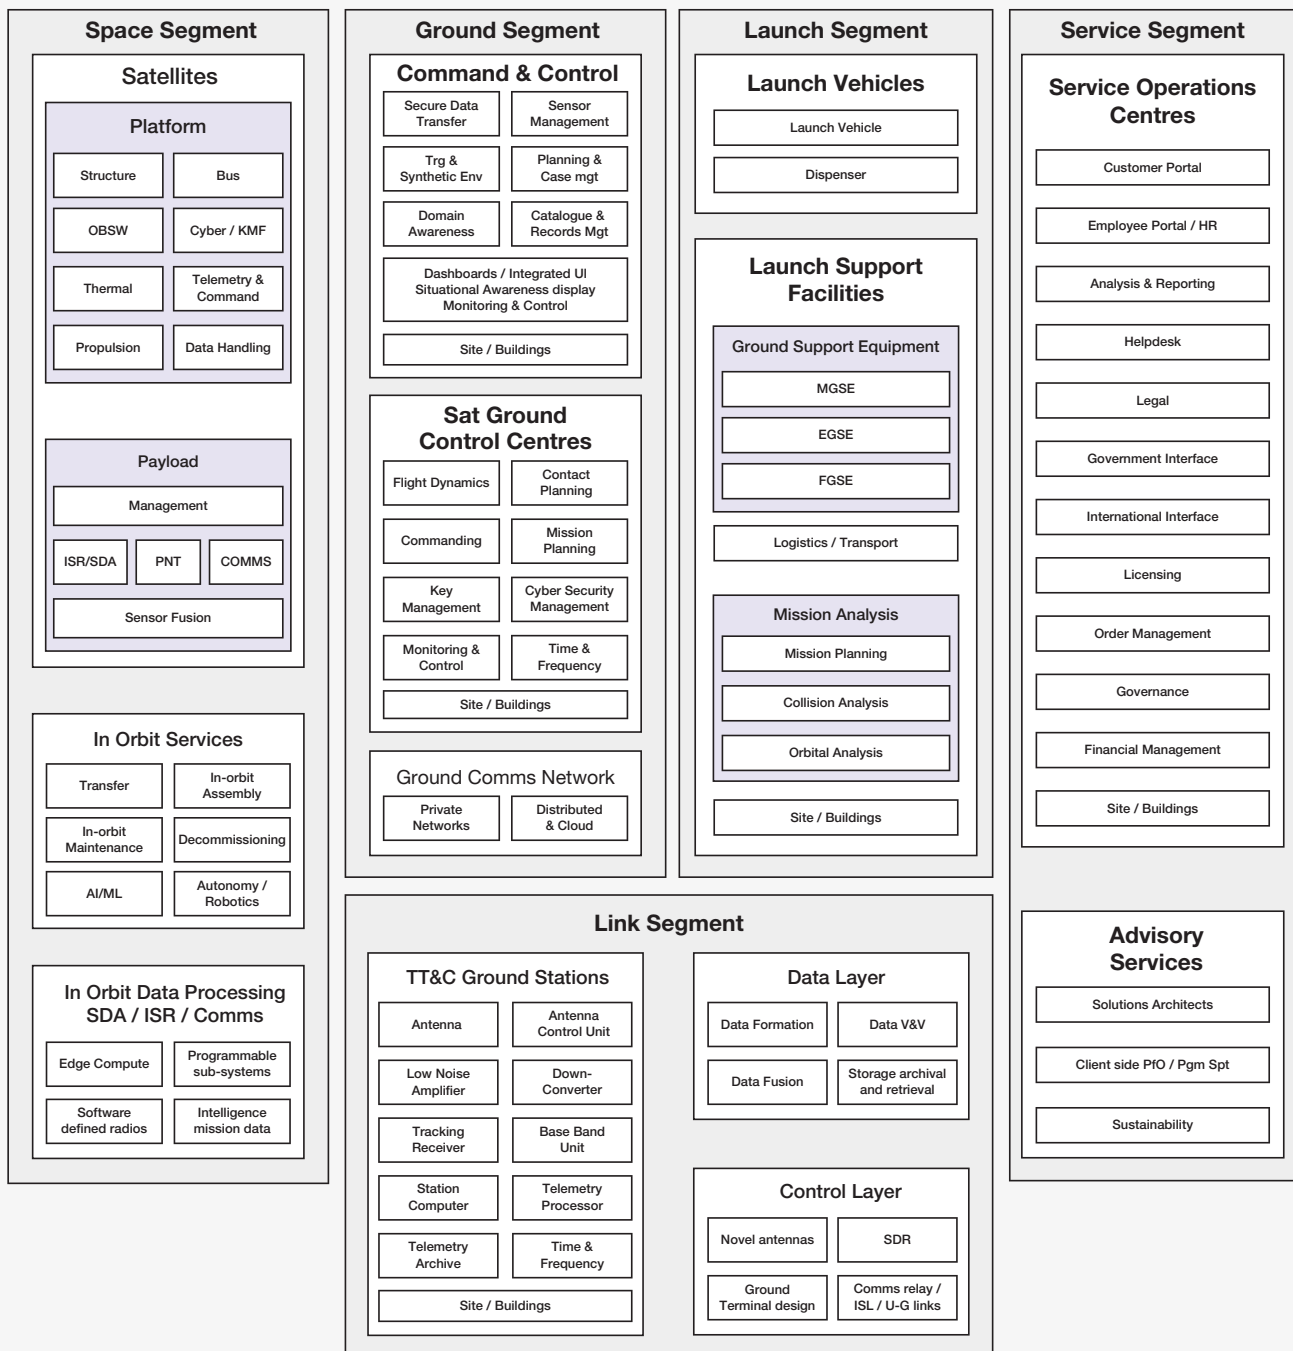 Space Segment
Satellites
Platform
Structure
Bus
OBSW
Cyber / KMF
Thermal
Telemetry &
Command
Propulsion
Data Handling
Payload
Management
ISR/SDA
PNT
COMMS
Sensor Fusion
In Orbit Services
Transfer
In-orbit
Assembly
In-orbit
Maintenance
Decommissioning
AI/ML
Autonomy /
Robotics
In Orbit Data Processing
SDA / ISR / Comms
Edge Compute
Programmable
sub-systems
Software
defined radios
Intelligence
mission data
Ground Segment
Command & Control
Secure Data
Transfer
Sensor
Management
Trg &
Synthetic Env
Planning &
Case mgt
Domain
Awareness
Catalogue &
Records Mgt
Dashboards / Integrated UI
Situational Awareness display
Monitoring & Control
Site / Buildings
Sat Ground
Control Centres
Flight Dynamics
Contact
Planning
Commanding
Mission
Planning
Key
Management
Cyber Security
Management
Monitoring &
Control
Time &
Frequency
Site / Buildings
Ground Comms Network
Private
Networks
Distributed
& Cloud
Launch Segment
Launch Vehicles
Launch Vehicle
Dispenser
Launch Support
Facilities
Ground Support Equipment
MGSE
EGSE
FGSE
Logistics / Transport
Mission Analysis
Mission Planning
Collision Analysis
Orbital Analysis
Site / Buildings
Link Segment
TT&C Ground Stations
Antenna
Antenna
Control Unit
Low Noise
Amplifier
Down-
Converter
Tracking
Receiver
Base Band
Unit
Station
Computer
Telemetry
Processor
Telemetry
Archive
Time &
Frequency
Site / Buildings
Data Layer
Data Formation
Data V&V
Data Fusion
Storage archival
and retrieval
Control Layer
Novel antennas
SDR
Ground
Terminal design
Comms relay /
ISL / U-G links
Service Segment
Service Operations
Centres
Customer Portal
Employee Portal / HR
Analysis & Reporting
Helpdesk
Legal
Government Interface
International Interface
Licensing
Order Management
Governance
Financial Management
Site / Buildings
Advisory
Services
Solutions Architects
Client side PfO / Pgm Spt
Sustainability